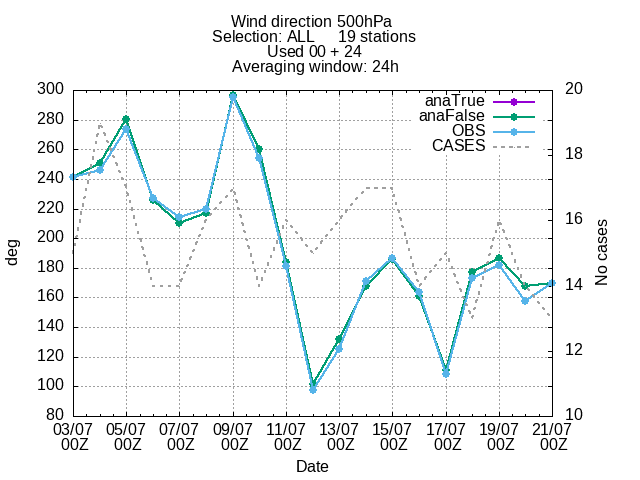 Wind direction 500hPa
Selection: ALL 19 stations
Used 00 + 24
Averaging window: 24h
300
280
260
240
220
200
180
160
140
120
100
80
deg
20
18
16
14
12
10
No cases
anaTrue
anaFalse
OBS
CASES
03/07 05/07 07/07 09/07 11/07 13/07 15/07 17/07 19/07 21/07
00Z 00Z 00Z 00Z 00Z 00Z 00Z 00Z 00Z 00Z
Date